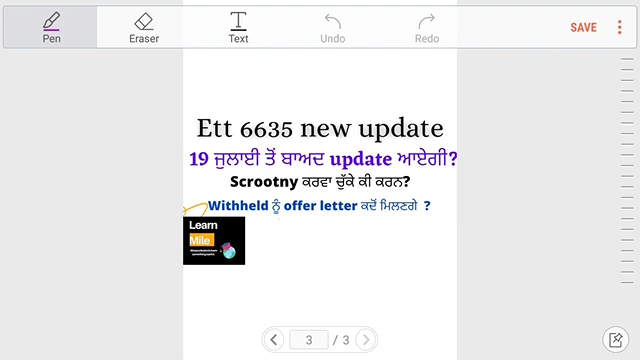 Pen
Eraser
Text
Undo
Redo
SAVE
Ett 6635 new update
19 ਜੁਲਾਈ ਤੋਂ ਬਾਅਦ update ਆਏਗੀ?
Scrootny ਕਰਵਾ ਚੁੱਕੇ ਕੀ ਕਰਨ?
Withheld ਨੂੰ offer letter ਕਦੋਂ ਮਿਲਣਗੇ ?
Learn
Mile
3 / 3